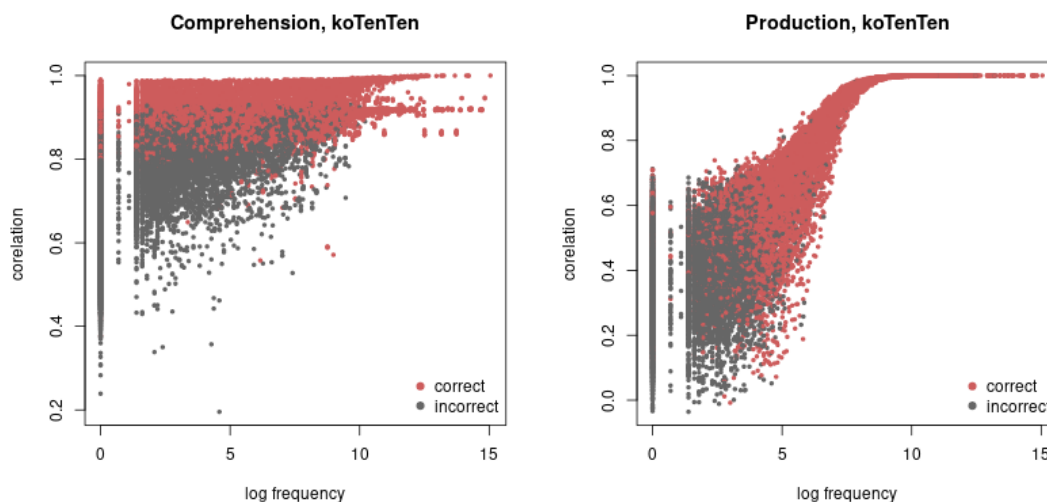 Comprehension, koTenTen
corelation
1.0
0.8
0.6
0.4
0.2
correct
incorrect
0 5 10 15
log frequency
Production, koTenTen
corelation
1.0
0.8
0.6
0.4
0.2
0.0
correct
incorrect
0 5 10 15
log frequency